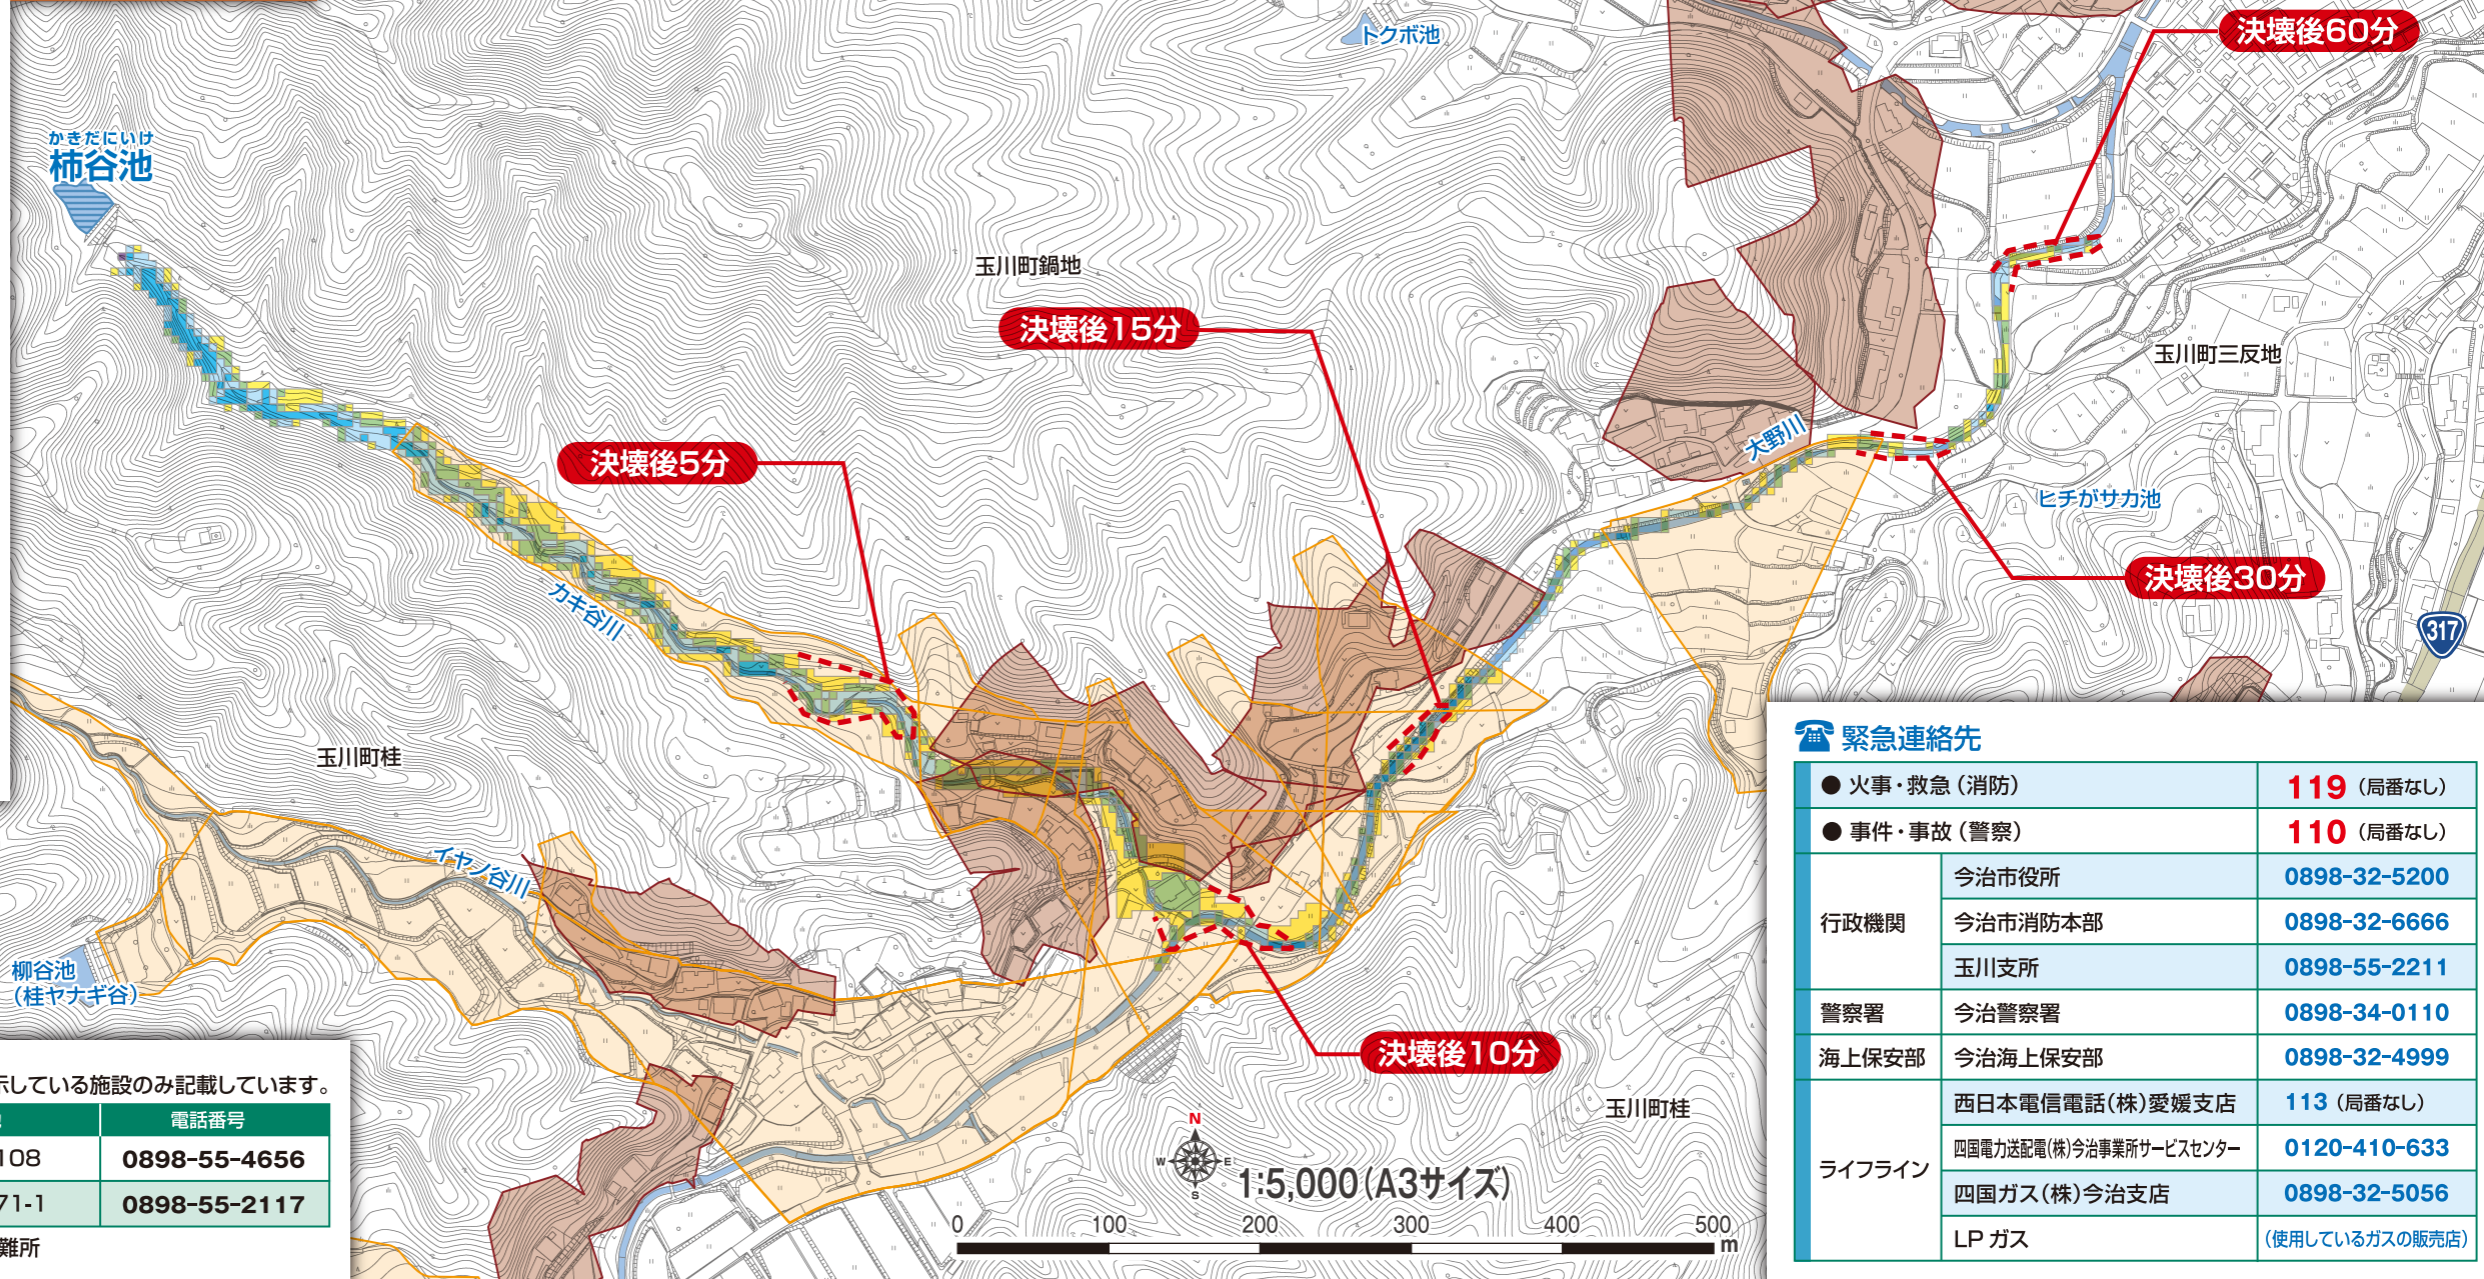 トクボ池
決壊後60分
かきだにいけ
柿谷池
玉川町鍋地
決壊後15分
玉川町三反地
大野川
決壊後5分
ヒチがサカ池
決壊後30分
カキ谷川
317
玉川町桂
イヤノ谷川
柳谷池
(桂ヤナギ谷)
決壊後10分
玉川町桂
N
W E
S
1:5,000(A3サイズ)
0 100 200 300 400 500
m
示している施設のみ記載しています。
電話番号
108 0898-55-4656
71-1 0898-55-2117
難所
緊急連絡先
● 火事・救急(消防) 119(局番なし)
● 事件・事故(警察) 110(局番なし)
行政機関
今治市役所 0898-32-5200
今治市消防本部 0898-32-6666
玉川支所 0898-55-2211
警察署 今治警察署 0898-34-0110
海上保安部 今治海上保安部 0898-32-4999
ライフライン
西日本電信電話(株)愛媛支店 113(局番なし)
四国電力送配電(株)今治事業所サービスセンター 0120-410-633
四国ガス(株)今治支店 0898-32-5056
LP ガス (使用しているガスの販売店)